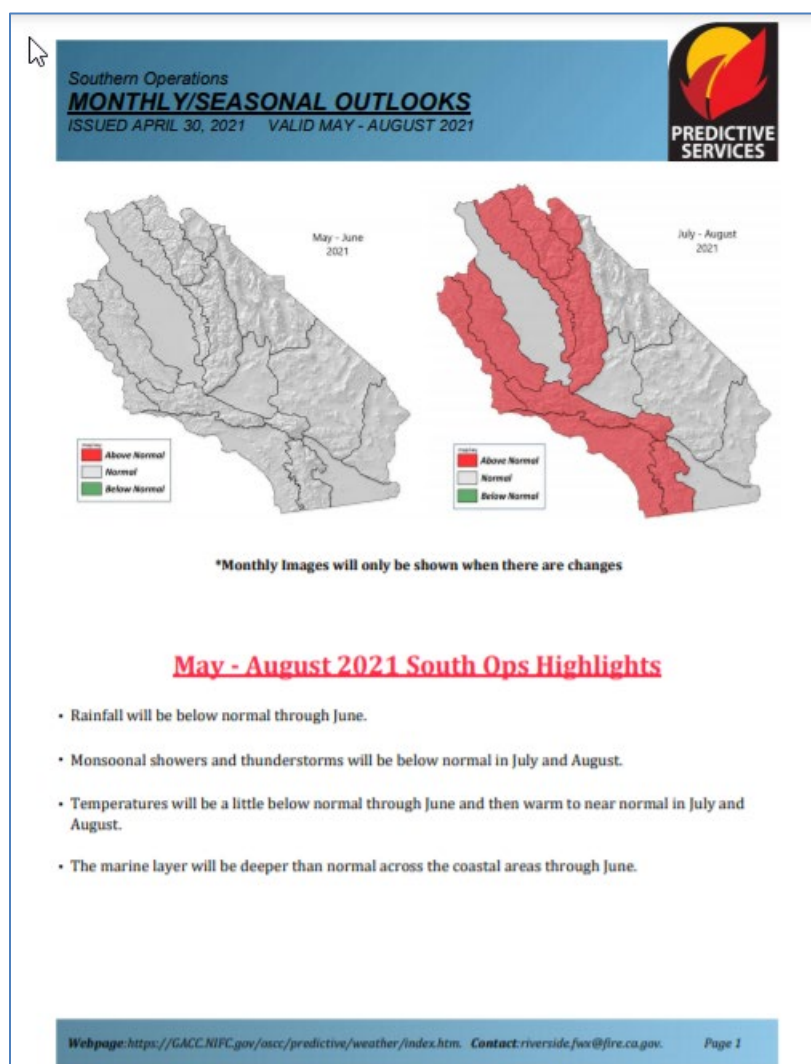 Southern Operations
MONTHLY/SEASONAL OUTLOOKS
ISSUED APRIL 30, 2021 VALID MAY - AUGUST 2021
PREDICTIVE
SERVICES
May - June
2021
Above Normal
Normal
Below Normal
July - August
2021
Above Normal
Normal
Below Normal
*Monthly Images will only be shown when there are changes
May - August 2021 South Ops Highlights
• Rainfall will be below normal through June.
• Monsoonal showers and thunderstorms will be below normal in July and August.
• Temperatures will be a little below normal through June and then warm to near normal in July and
August.
• The marine layer will be deeper than normal across the coastal areas through June.
Webpage:https://GACC.NIFC.gov/oscc/predictive/weather/index.htm. Contact:riverside.fwx@fire.ca.gov. Page 1